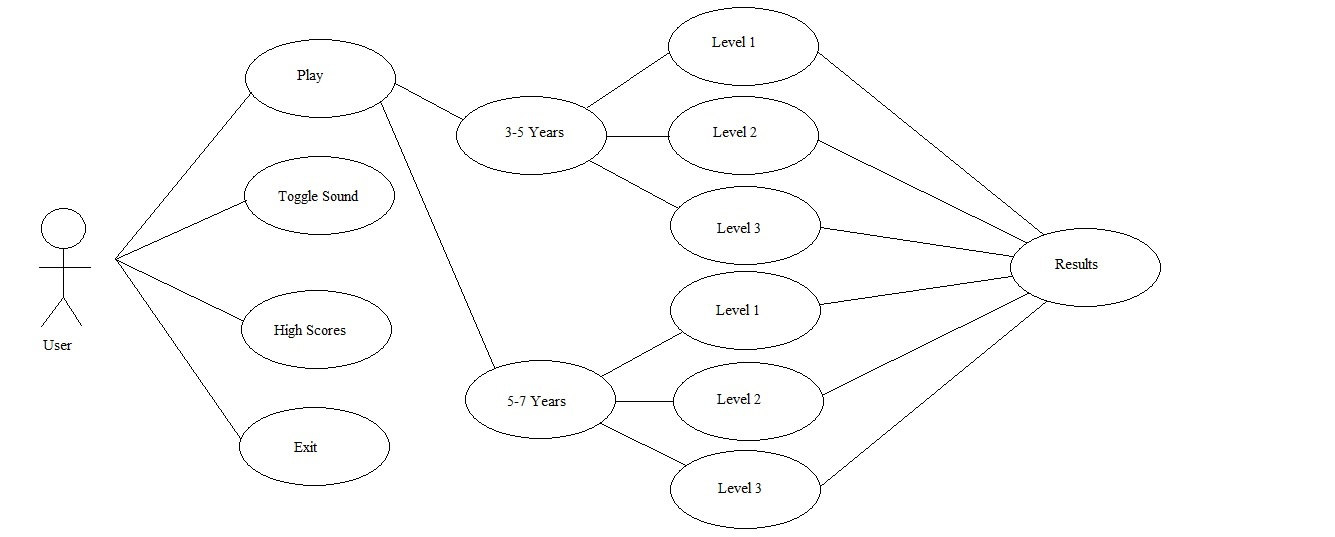 User
Play
Toggle Sound
High Scores
Exit
3-5 Years
5-7 Years
Level 1
Level 2
Level 3
Level 1
Level 2
Level 3
Results